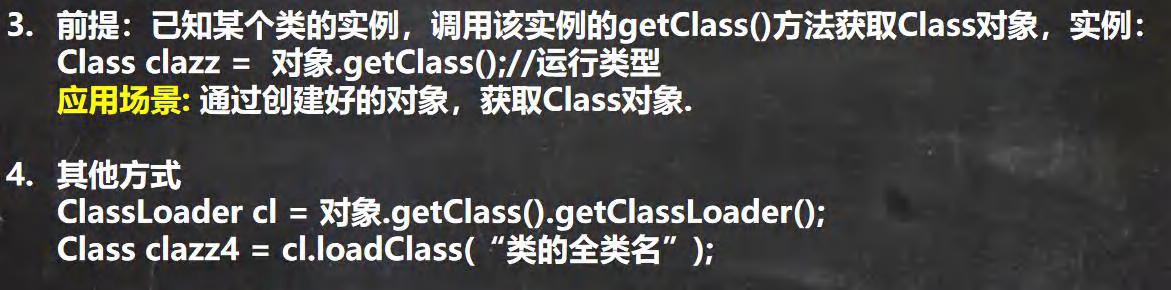 3. 前提：已知某个类的实例，调用该实例的getClass()方法获取Class对象，实例：
Class clazz = 对象.getClass();//运行类型
应用场景: 通过创建好的对象，获取Class对象.
4. 其他方式
ClassLoader cl = 对象.getClass().getClassLoader();
Class clazz4 = cl.loadClass(“类的全类名”);